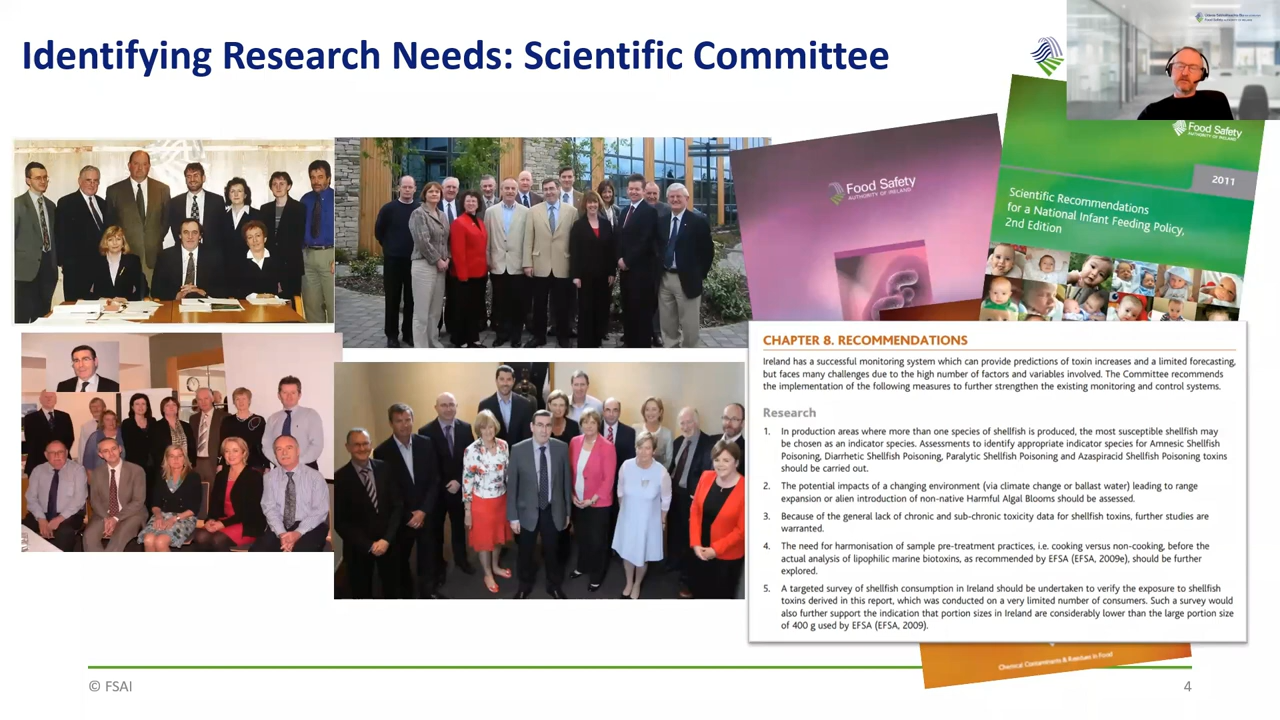 Identifying Research Needs: Scientific Committee
Food Safety
AUTHORITY OF IRELAND
Food Safety
AUTHORITY OF IRELAND
2011
Scientific Recommendations
for a National Infant Feeding Policy,
2nd Edition
CHAPTER 8. RECOMMENDATIONS
Ireland has a successful monitoring system which can provide predictions of toxin increases and a limited forecasting,
but faces many challenges due to the high number of factors and variables involved. The Committee recommends
the implementation of the following measures to further strengthen the existing monitoring and control systems.
Research
1. In production areas where more than one species of shellfish is produced, the most susceptible shellfish may
be chosen as an indicator species. Assessments to identify appropriate indicator species for Amnesic Shellfish
Poisoning, Diarrhetic Shellfish Poisoning, Paralytic Shellfish Poisoning and Azaspiracid Shellfish Poisoning toxins
should be carried out.
2. The potential impacts of a changing environment (via climate change or ballast water) leading to range
expansion or alien introduction of non-native Harmful Algal Blooms should be assessed.
3. Because of the general lack of chronic and sub-chronic toxicity data for shellfish toxins, further studies are
warranted.
4. The need for harmonisation of sample pre-treatment practices, i.e. cooking versus non-cooking, before the
actual analysis of lipophilic marine biotoxins, as recommended by EFSA (EFSA, 2009e), should be further
explored.
5. A targeted survey of shellfish consumption in Ireland should be undertaken to verify the exposure to shellfish
toxins derived in this report, which was conducted on a very limited number of consumers. Such a survey would
also further support the indication that portion sizes in Ireland are considerably lower than the large portion size
of 400 g used by EFSA (EFSA, 2009).
Chemical Contaminants & Residues in Food
© FSAI
4